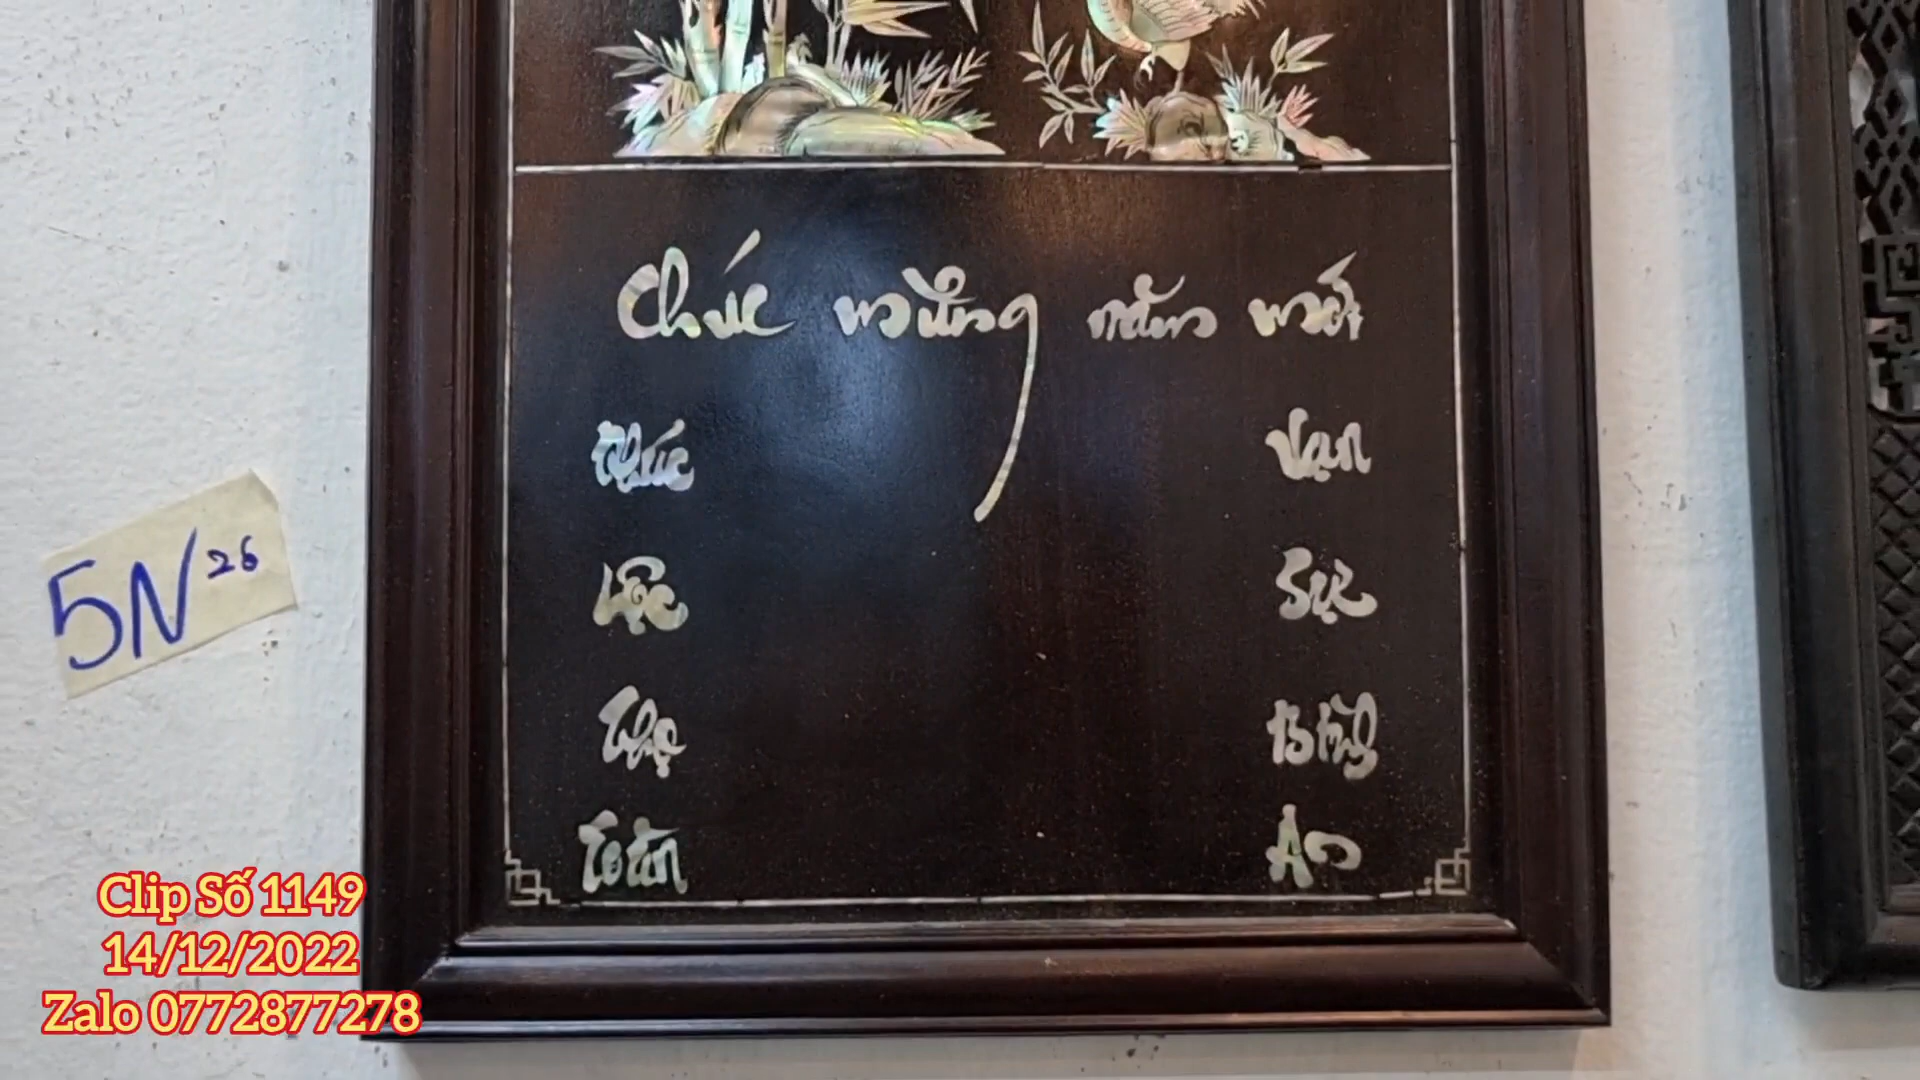 Chúc mừng năm mới
Phúc
Vạn
Lộc
Sự
Thọ
Toàn
An
5N 26
Clip Số 1149
14/12/2022
Zalo 0772877278